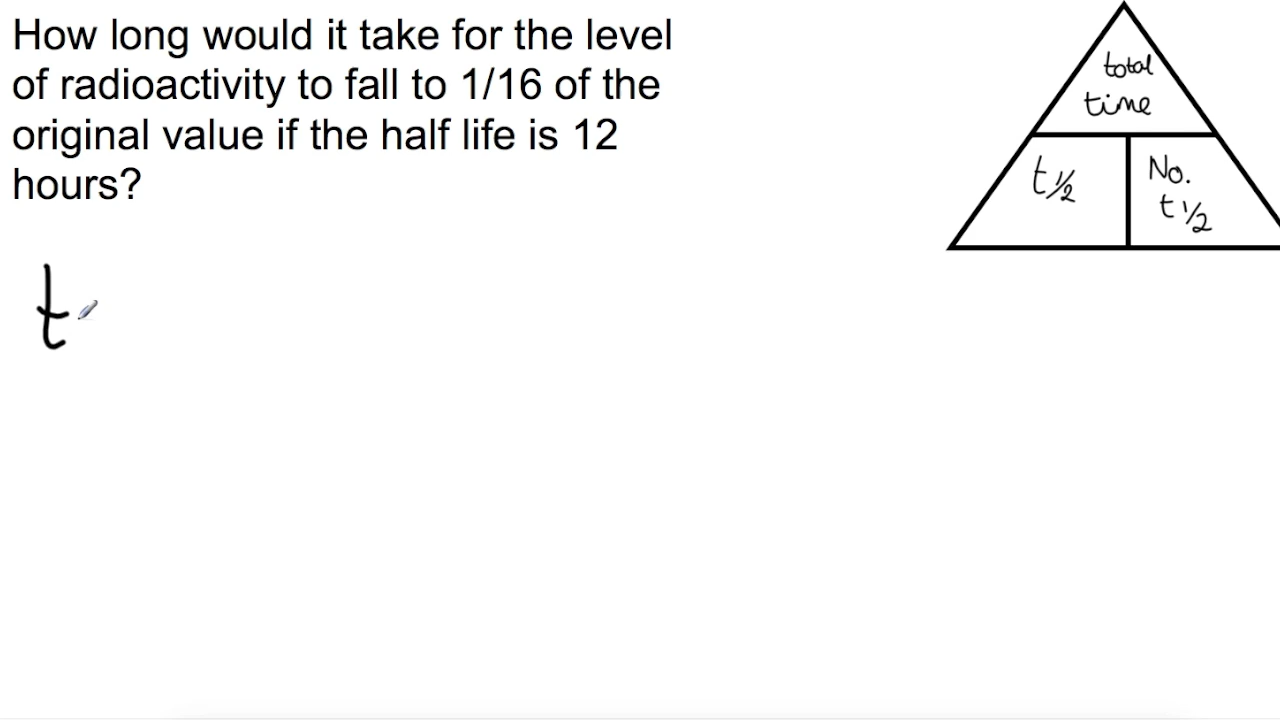 How long would it take for the level
of radioactivity to fall to 1/16 of the
original value if the half life is 12
hours?
total
time
t½
No.
t½
t